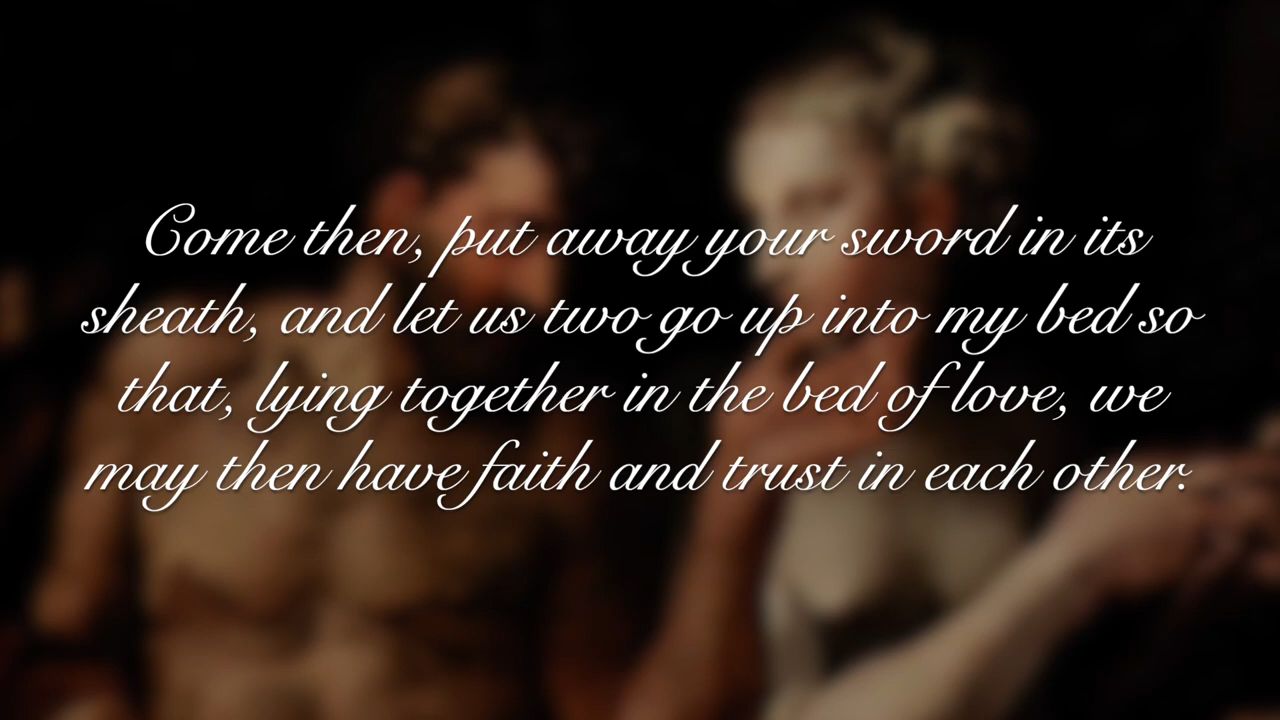 Come then, put away your sword in its
sheath, and let us two go up into my bed so
that, lying together in the bed of love, we
may then have faith and trust in each other.